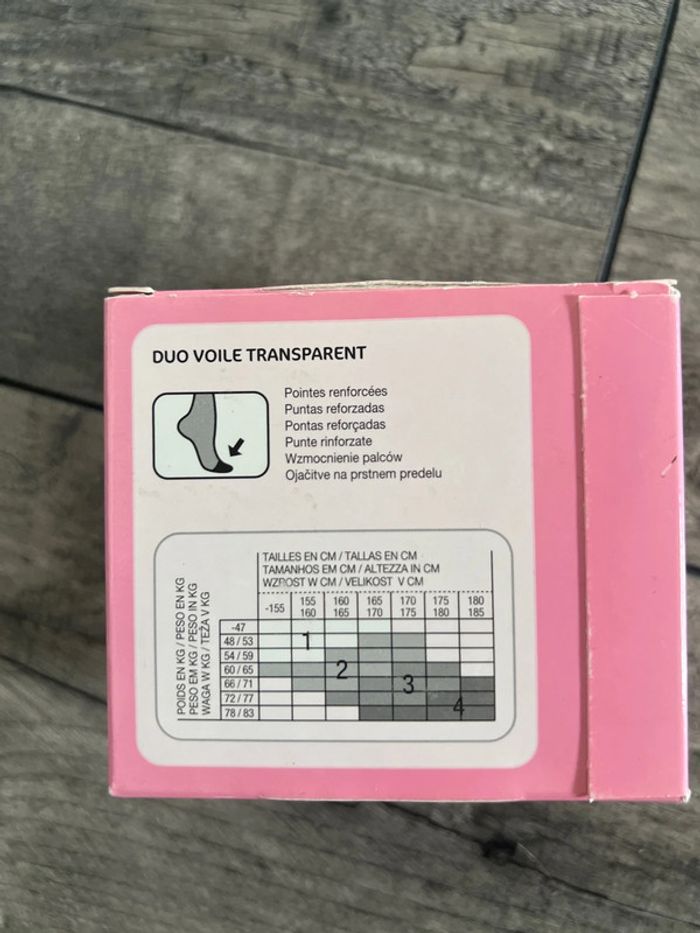 DUO VOILE TRANSPARENT
Pointes renforcées
Puntas reforzadas
Pontas reforçadas
Punte rinforzate
Wzmocnienie palców
Ojačitve na prstnem predelu
TAILLES EN CM / TALLAS EN CM
TAMANHOS EM CM / ALTEZZA IN CM
WZROST W CM / VELIKOST V CM
-155 155 160 160 165 165 170 170 175 175 180 180 185
POIDS EN KG / PESO EN KG
PESO EM KG / PESO IN KG
WAGA W KG / TEŽA V KG
-47
48 / 53 1
54 / 59
60 / 65 2
66 / 71 3
72 / 77
78 / 83 4